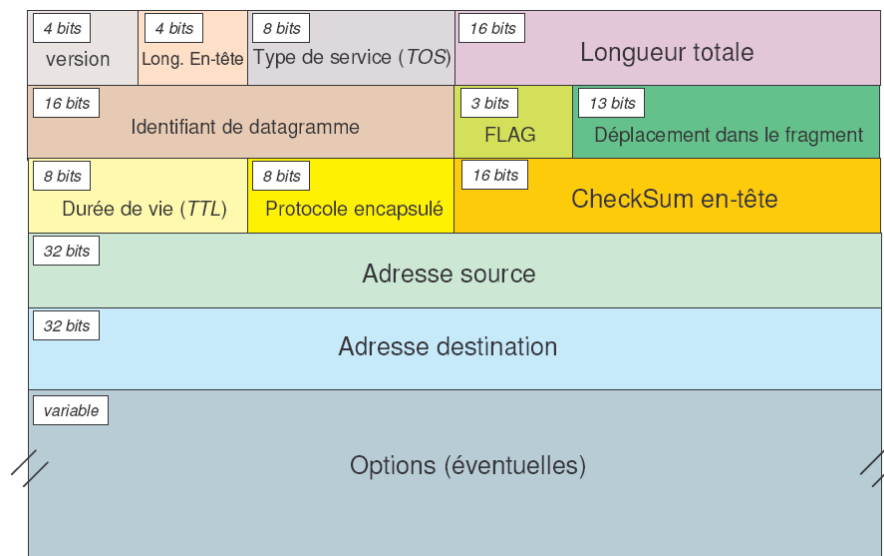 4 bits
version
4 bits
Long. En-tête
8 bits
Type de service (TOS)
16 bits
Longueur totale
16 bits
Identifiant de datagramme
3 bits
FLAG
13 bits
Déplacement dans le fragment
8 bits
Durée de vie (TTL)
8 bits
Protocole encapsulé
16 bits
CheckSum en-tête
32 bits
Adresse source
32 bits
Adresse destination
variable
Options (éventuelles)